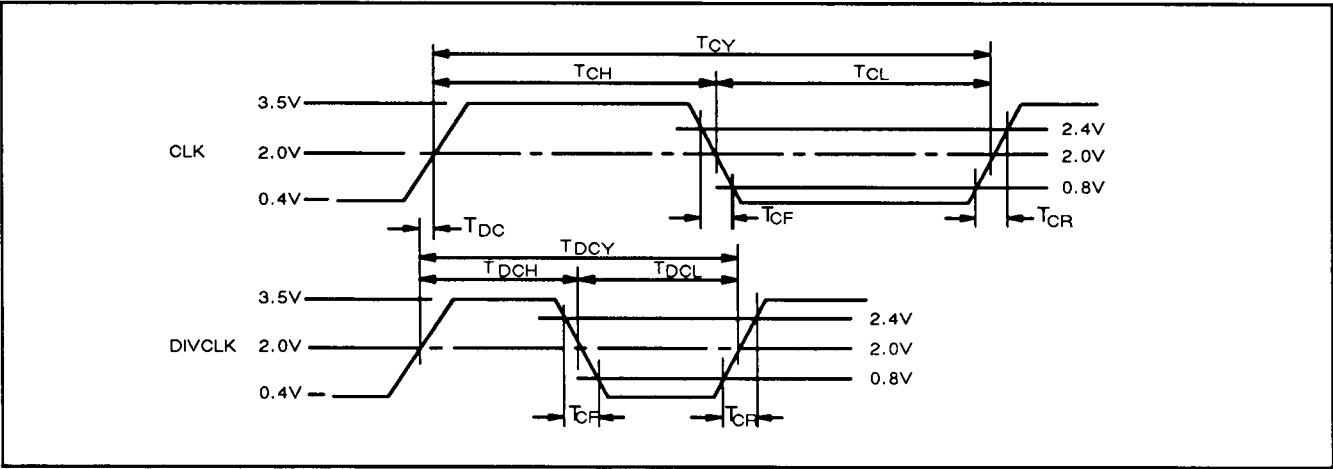 TCY
TCH TCL
3.5V
2.4V
CLK 2.0V 2.0V
0.8V
0.4V
TCF TCR
TDC
TDCY
TDCH TDCL
3.5V
2.4V
DIVCLK 2.0V 2.0V
0.8V
0.4V
TCF TCR